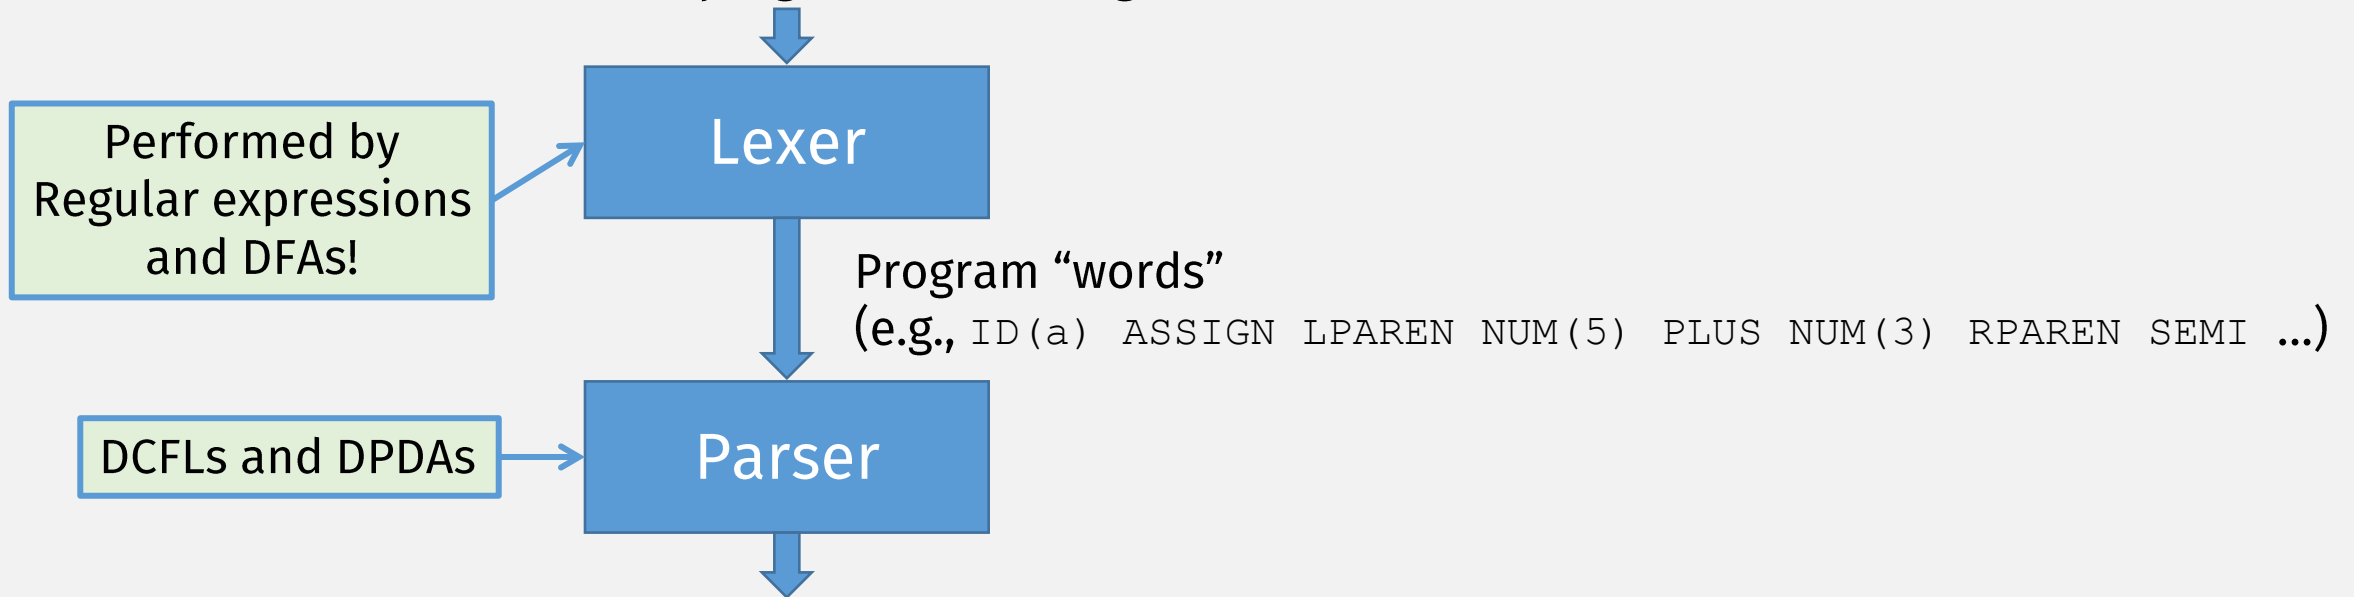 Lexer
Performed by
Regular expressions
and DFAs!
Program “words”
(e.g., ID(a) ASSIGN LPAREN NUM(5) PLUS NUM(3) RPAREN SEMI …)
DCFLs and DPDAs
Parser